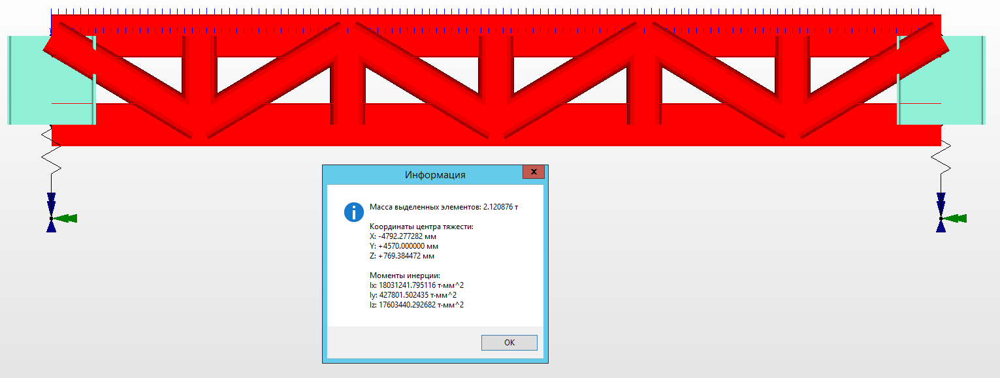 Информация
x
Масса выделенных элементов: 2.120876 т
Координаты центра тяжести:
X: -4792.277282 мм
Y: +4570.000000 мм
Z: +769.384472 мм
Моменты инерции:
Ix: 18031241.795116 т·мм^2
Iy: 427801.502435 т·мм^2
Iz: 17603440.292682 т·мм^2
OK